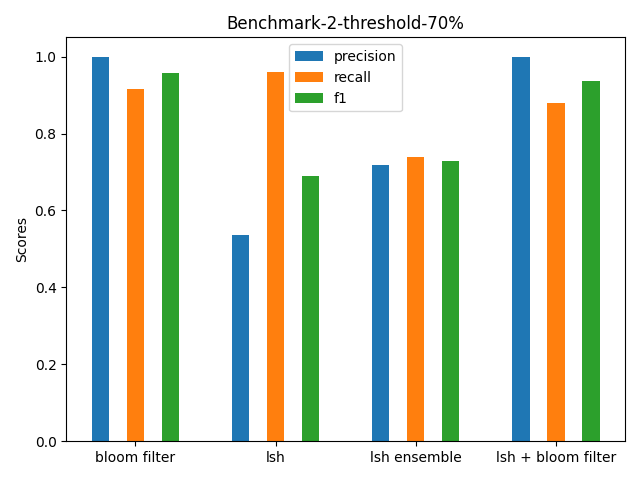 Benchmark-2-threshold-70%
precision
recall
f1
Scores
1.0
0.8
0.6
0.4
0.2
0.0
bloom filter
lsh
lsh ensemble
lsh + bloom filter